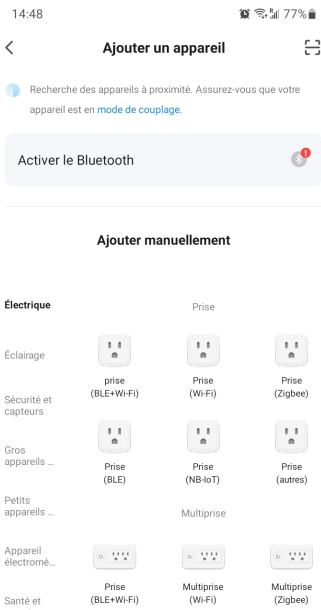 14:48
77%
Ajouter un appareil
Recherche des appareils à proximité. Assurez-vous que votre
appareil est en mode de couplage.
Activer le Bluetooth
Ajouter manuellement
Électrique
Éclairage
Sécurité et
capteurs
Gros
appareils ...
Petits
appareils ...
Appareil
électromé...
Santé et
Prise
prise
(BLE+Wi-Fi)
Prise
(Wi-Fi)
Prise
(Zigbee)
Prise
(BLE)
Prise
(NB-IoT)
Prise
(autres)
Multiprise
Prise
(BLE+Wi-Fi)
Multiprise
(Wi-Fi)
Multiprise
(Zigbee)